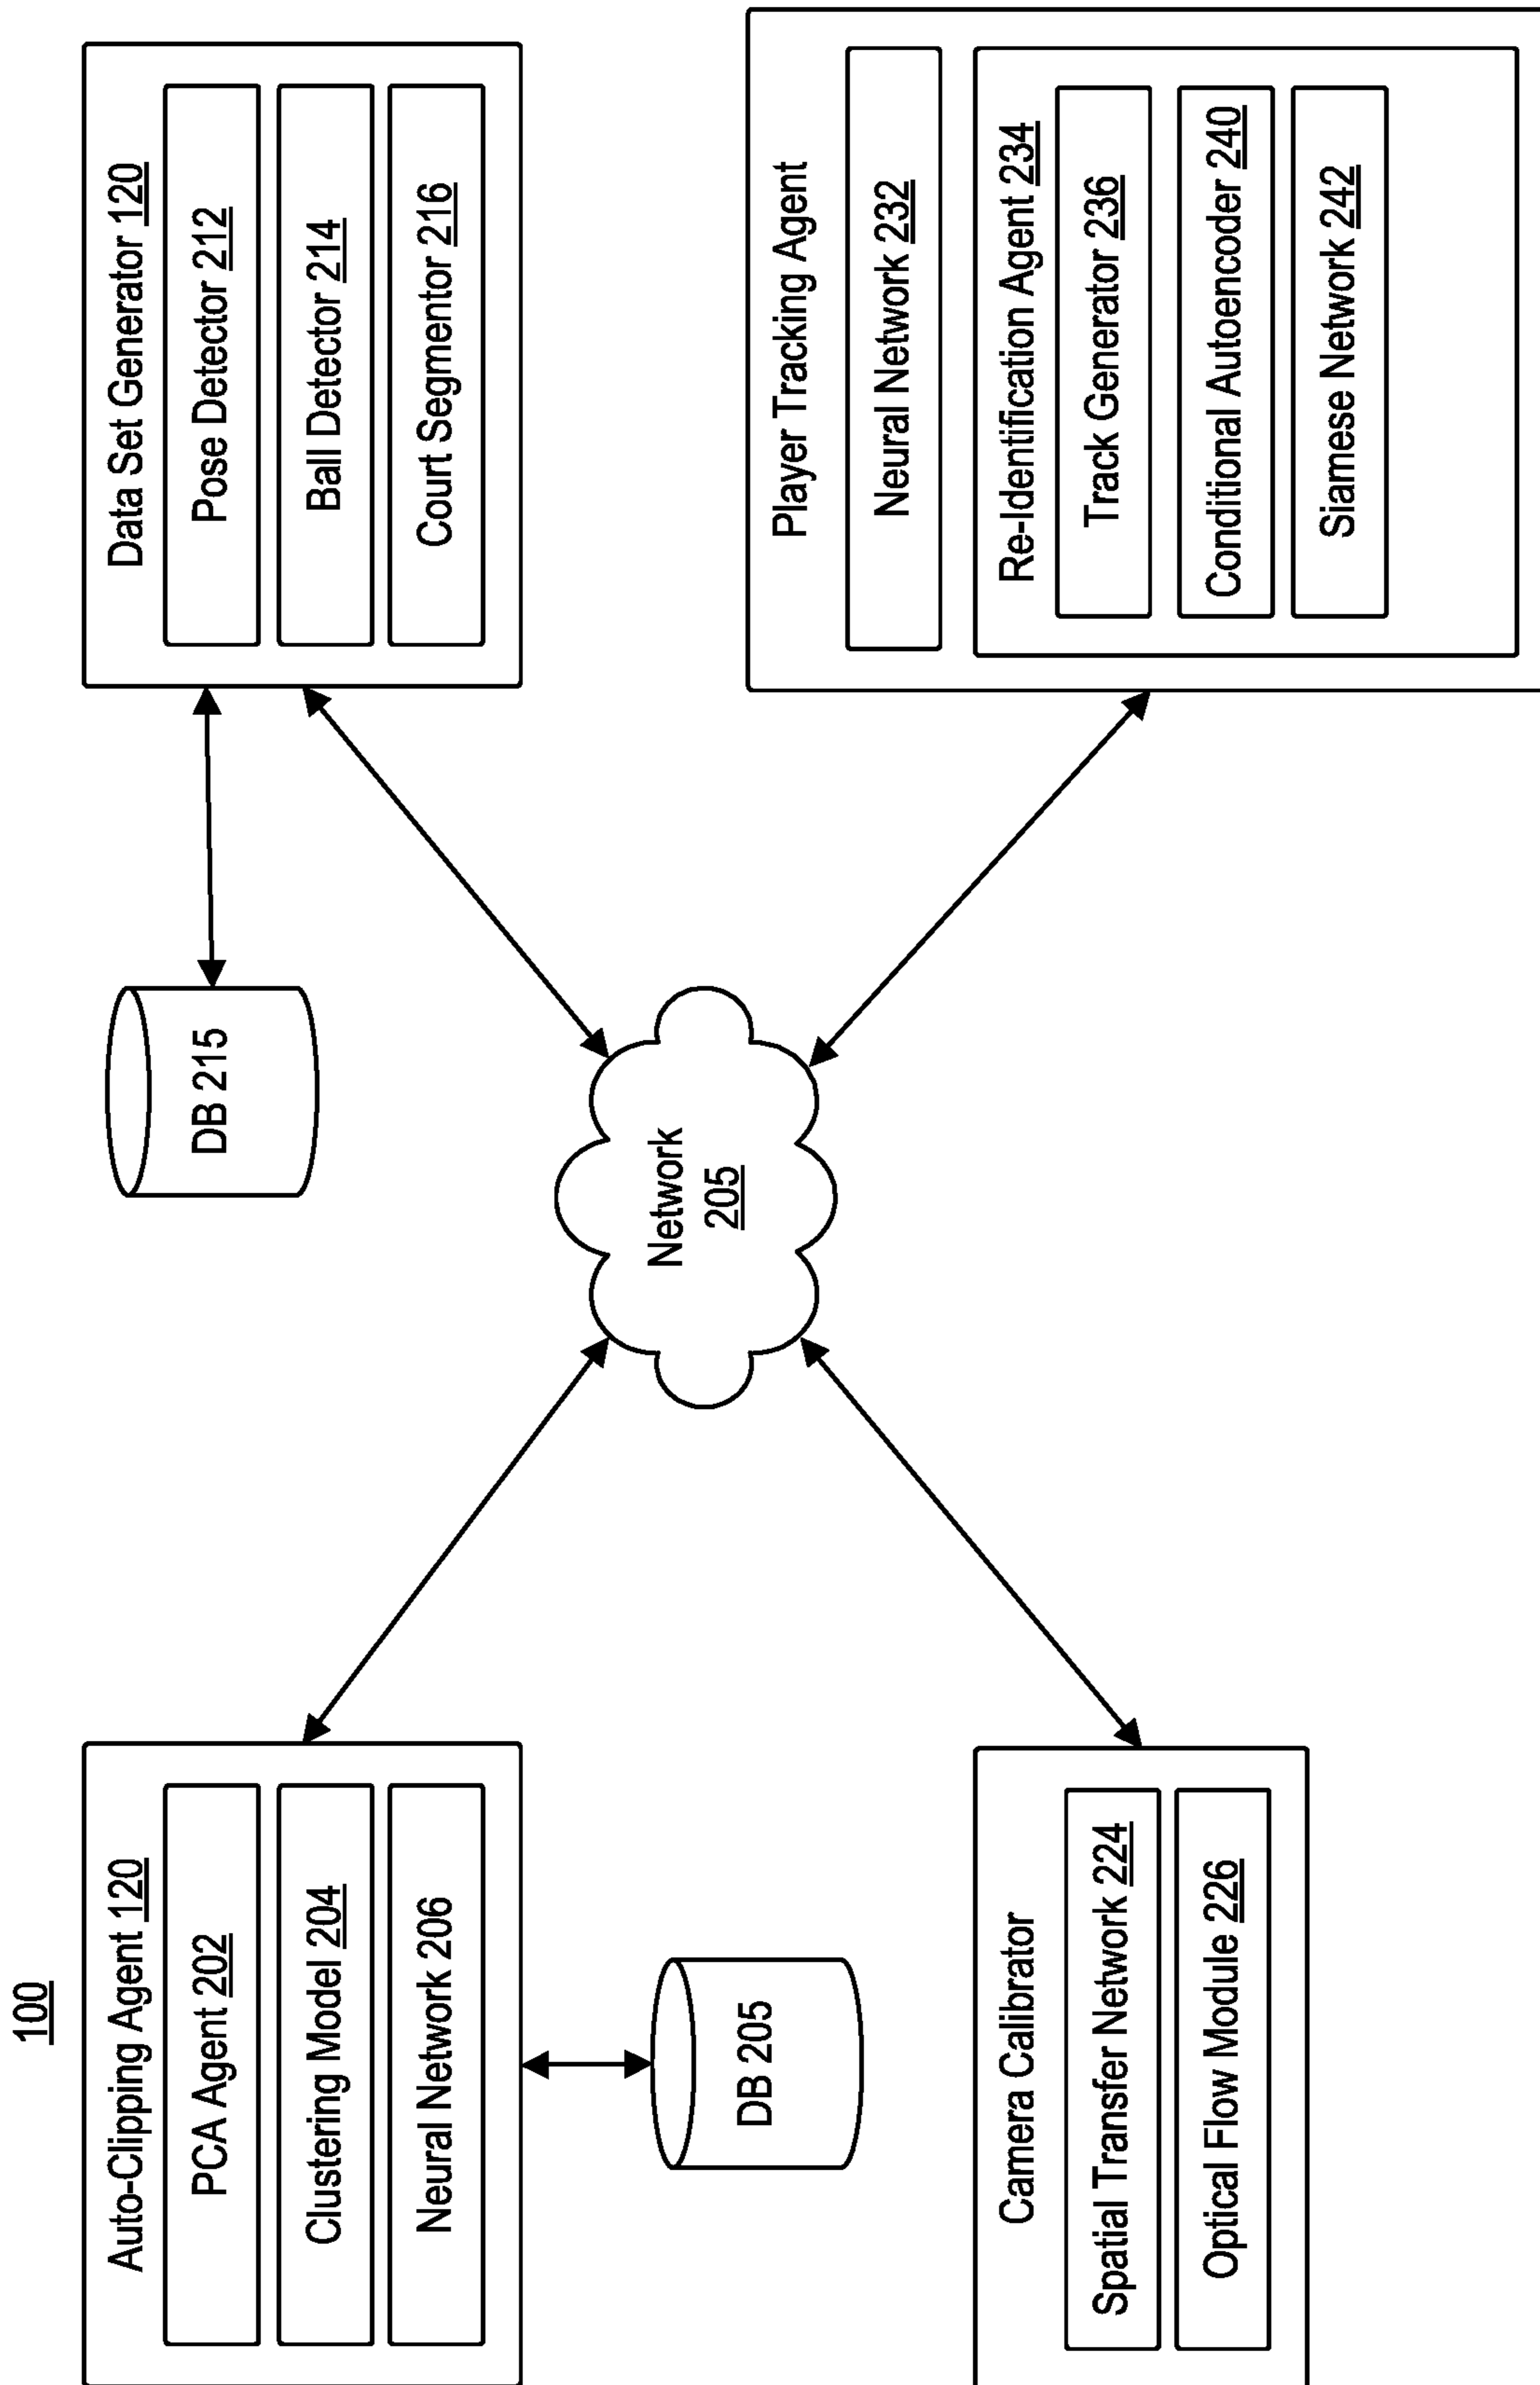 100
Auto-Clipping Agent 120
PCA Agent 202
Clustering Model 204
Neural Network 206
DB 205
Data Set Generator 120
Pose Detector 212
Ball Detector 214
Court Segmentor 216
DB 215
Network
205
Camera Calibrator
Spatial Transfer Network 224
Optical Flow Module 226
Player Tracking Agent
Neural Network 232
Re-Identification Agent 234
Track Generator 236
Conditional Autoencoder 240
Siamese Network 242